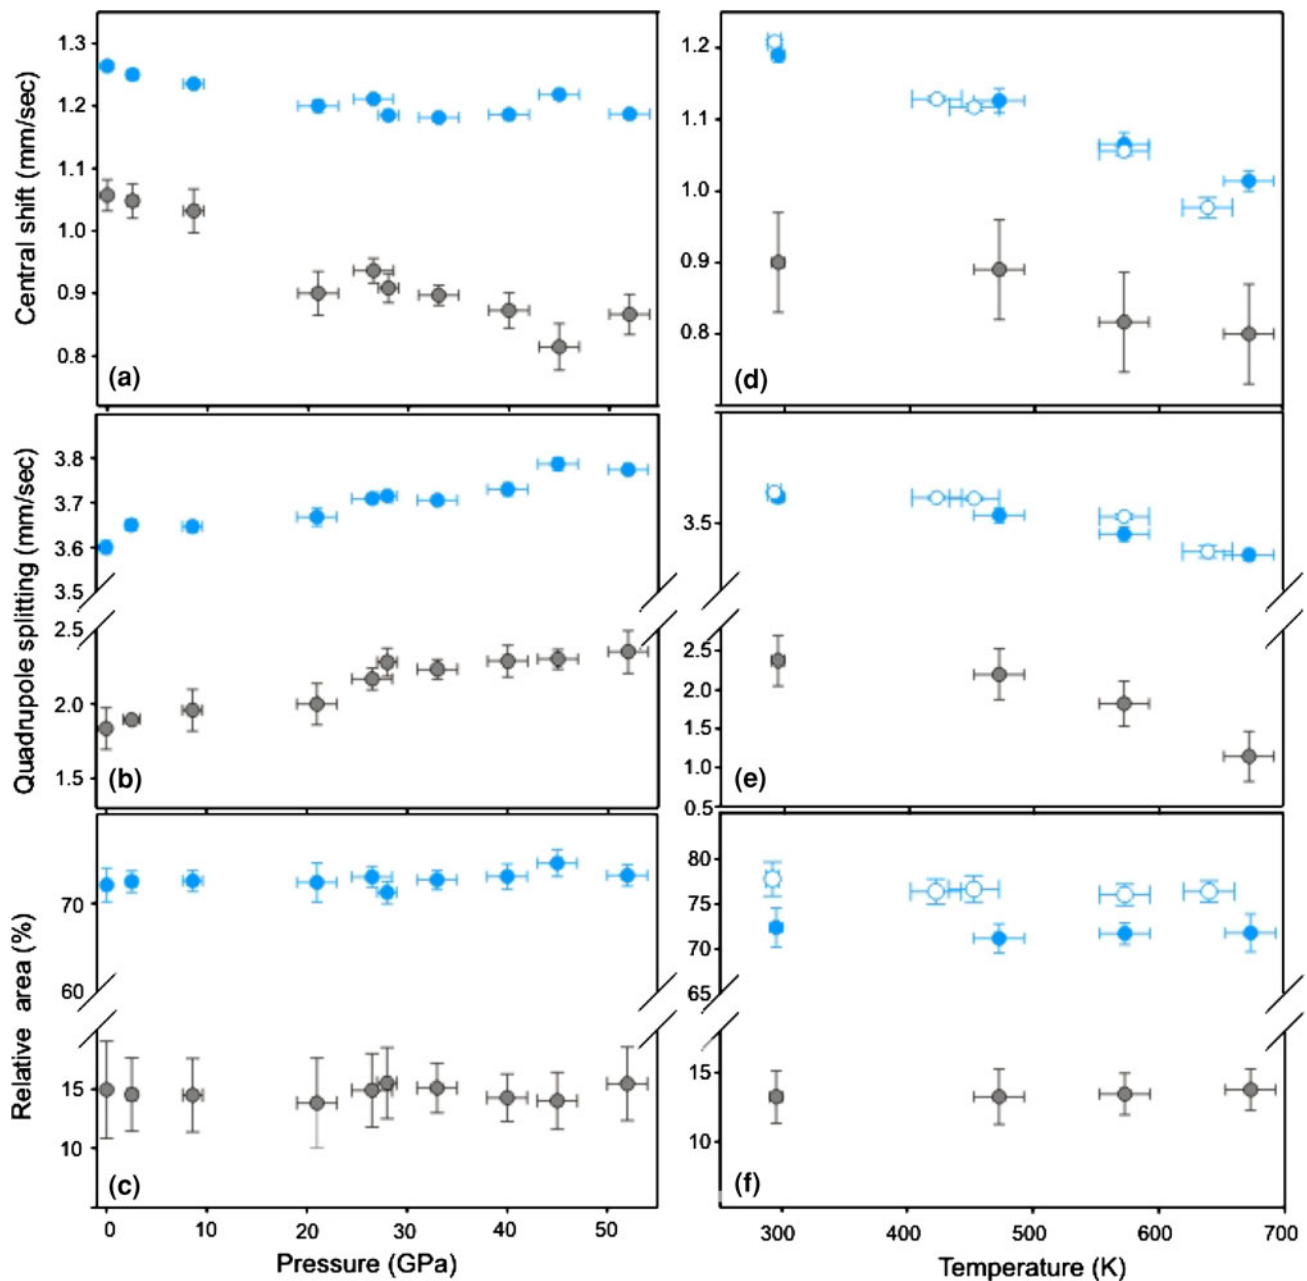 Central shift (mm/sec)
1.3
1.2
1.1
1.0
0.9
0.8
(a)
1.2
1.1
1.0
0.9
0.8
(d)
Quadrupole splitting (mm/sec)
3.8
3.7
3.6
3.5
2.5
2.0
1.5
(b)
3.5
2.5
2.0
1.5
1.0
0.5
(e)
Relative area (%)
70
60
15
10
(c)
80
75
70
65
15
10
(f)
0 10 20 30 40 50
Pressure (GPa)
300 400 500 600 700
Temperature (K)